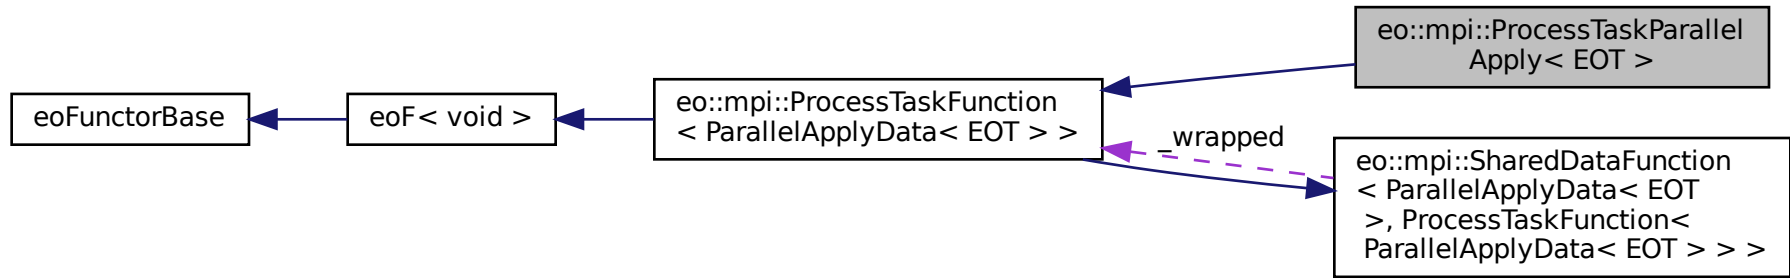 eoFunctorBase
eoF< void >
eo::mpi::ProcessTaskFunction
< ParallelApplyData< EOT > >
eo::mpi::ProcessTaskParallel
Apply< EOT >
_wrapped
eo::mpi::SharedDataFunction
< ParallelApplyData< EOT
>, ProcessTaskFunction<
ParallelApplyData< EOT > > >